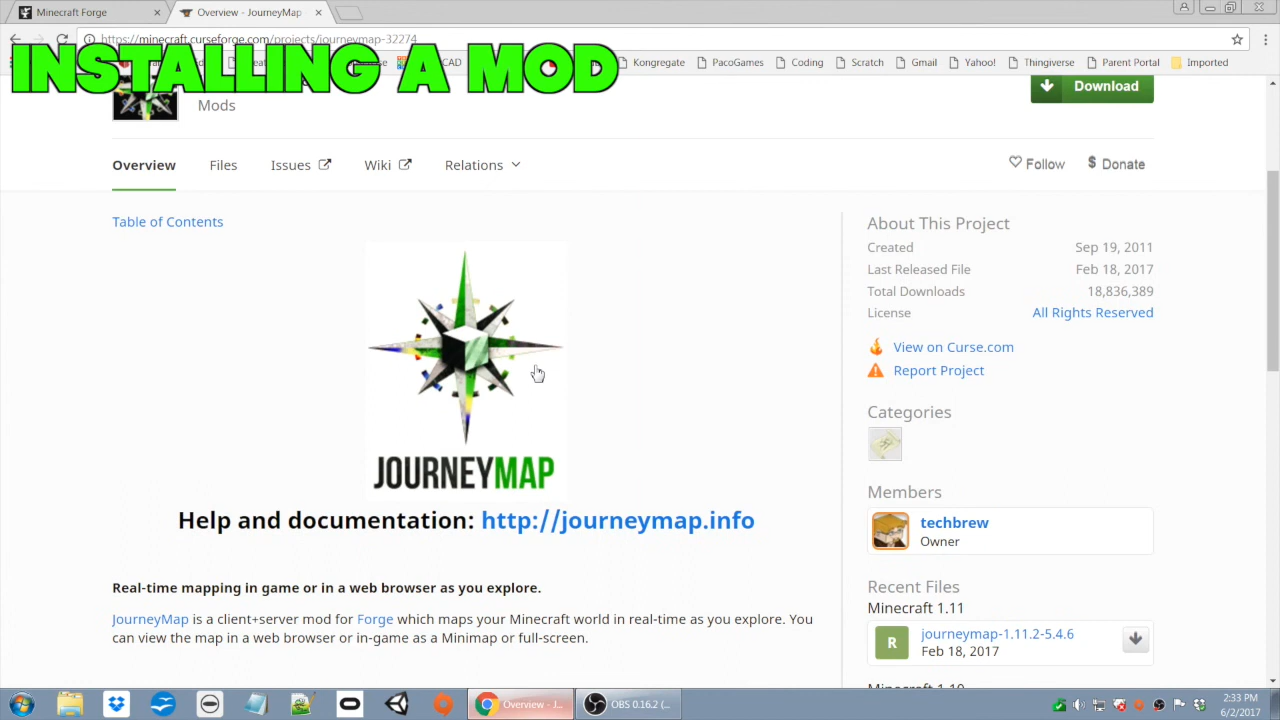 Minecraft Forge
Overview - JourneyMap
https://minecraft.curseforge.com/projects/journeymap-32274
INSTALLING A MOD
Kongregate
PacoGames
Coding
Scratch
Gmail
Yahoo!
Thingiverse
Parent Portal
Imported
Mods
Download
Overview
Files
Issues
Wiki
Relations
Follow
$ Donate
Table of Contents
JOURNEYMAP
Help and documentation: http://journeymap.info
Real-time mapping in game or in a web browser as you explore.
JourneyMap is a client+server mod for Forge which maps your Minecraft world in real-time as you explore. You
can view the map in a web browser or in-game as a Minimap or full-screen.
About This Project
Created Sep 19, 2011
Last Released File Feb 18, 2017
Total Downloads 18,836,389
License All Rights Reserved
View on Curse.com
Report Project
Categories
Members
techbrew
Owner
Recent Files
Minecraft 1.11
R
journeymap-1.11.2-5.4.6
Feb 18, 2017
Minecraft 1.10
Overview - J...
OBS 0.16.2 (...
2:33 PM
6/2/2017